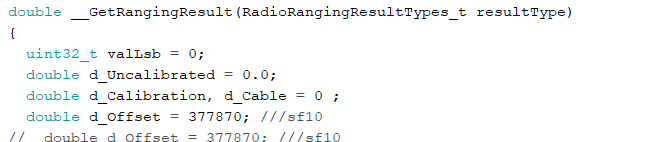 double __GetRangingResult(RadioRangingResultTypes_t resultType)
{
  uint32_t valLsb = 0;
  double d_Uncalibrated = 0.0;
  double d_Calibration, d_Cable = 0 ;
  double d_Offset = 377870; ///sf10
//  double d_Offset = 377870; ///sf10